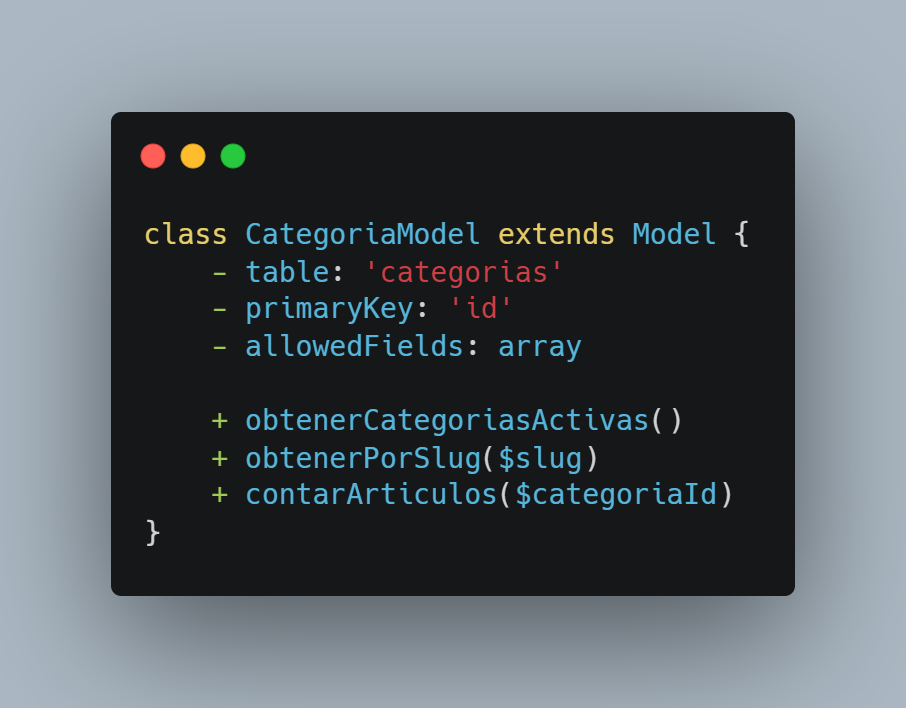 class CategoriaModel extends Model {
    - table: 'categorias'
    - primaryKey: 'id'
    - allowedFields: array

    + obtenerCategoriasActivas()
    + obtenerPorSlug($slug)
    + contarArticulos($categoriaId)
}